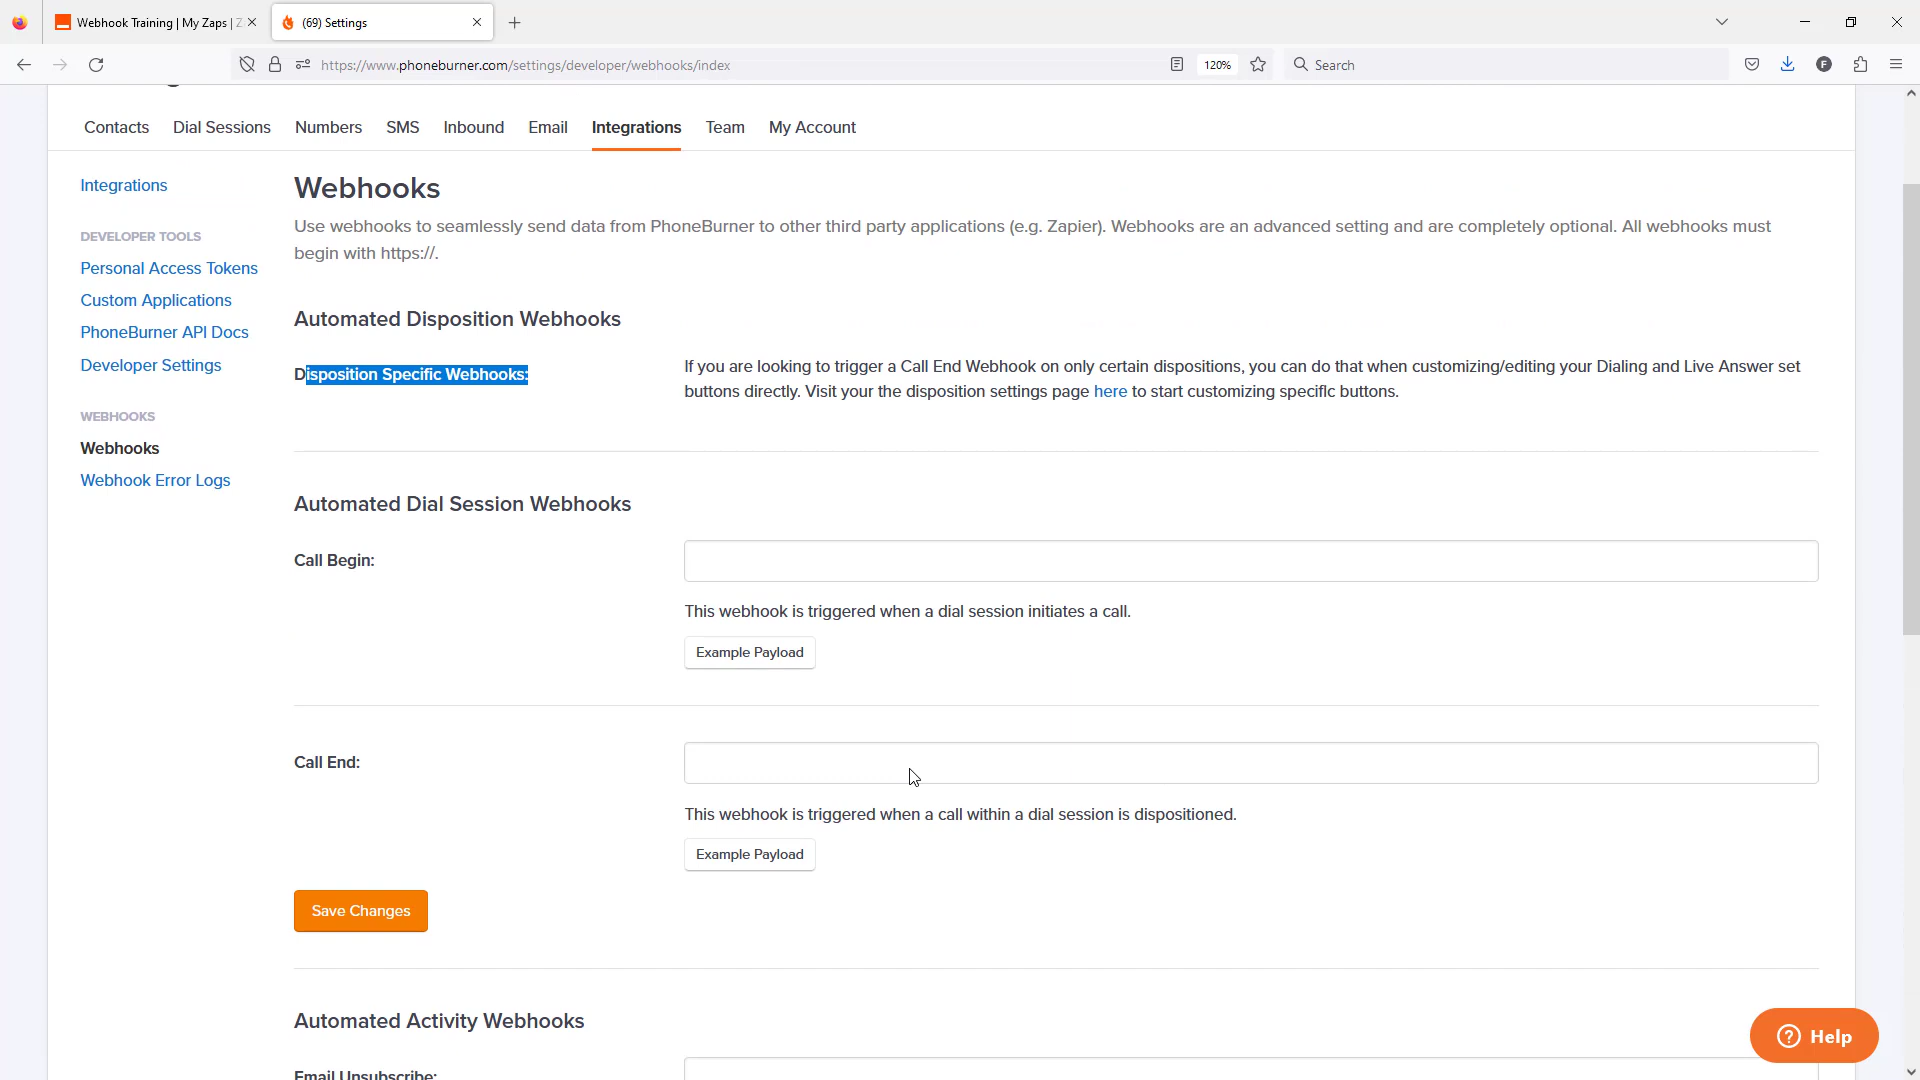 Webhook Training | My Zaps | Z
(69) Settings
https://www.phoneburner.com/settings/developer/webhooks/index
120%
Search
F
Contacts
Dial Sessions
Numbers
SMS
Inbound
Email
Integrations
Team
My Account
Integrations
DEVELOPER TOOLS
Personal Access Tokens
Custom Applications
PhoneBurner API Docs
Developer Settings
WEBHOOKS
Webhooks
Webhook Error Logs
Webhooks
Use webhooks to seamlessly send data from PhoneBurner to other third party applications (e.g. Zapier). Webhooks are an advanced setting and are completely optional. All webhooks must
begin with https://.
Automated Disposition Webhooks
Disposition Specific Webhooks:
If you are looking to trigger a Call End Webhook on only certain dispositions, you can do that when customizing/editing your Dialing and Live Answer set
buttons directly. Visit your the disposition settings page here to start customizing specific buttons.
Automated Dial Session Webhooks
Call Begin:
This webhook is triggered when a dial session initiates a call.
Example Payload
Call End:
This webhook is triggered when a call within a dial session is dispositioned.
Example Payload
Save Changes
Automated Activity Webhooks
Email Unsubscribe:
? Help